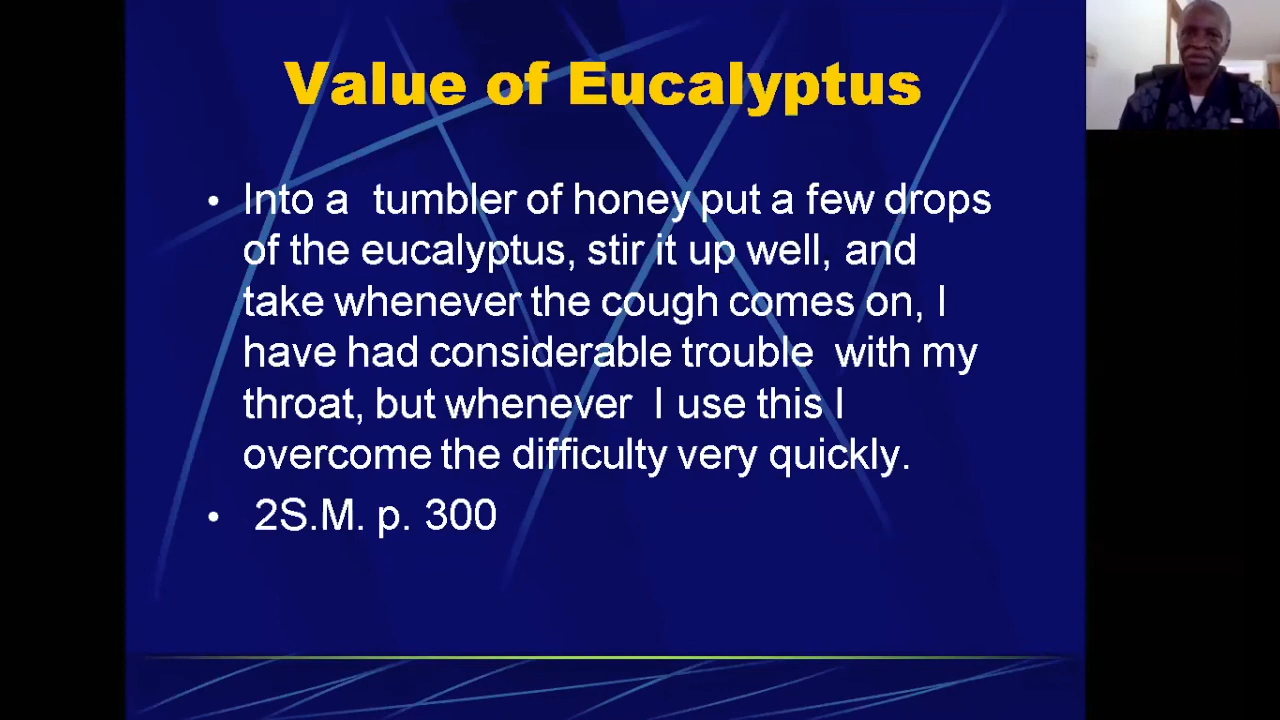 Value of Eucalyptus
• Into a tumbler of honey put a few drops
of the eucalyptus, stir it up well, and
take whenever the cough comes on, I
have had considerable trouble with my
throat, but whenever I use this I
overcome the difficulty very quickly.
• 2S.M. p. 300